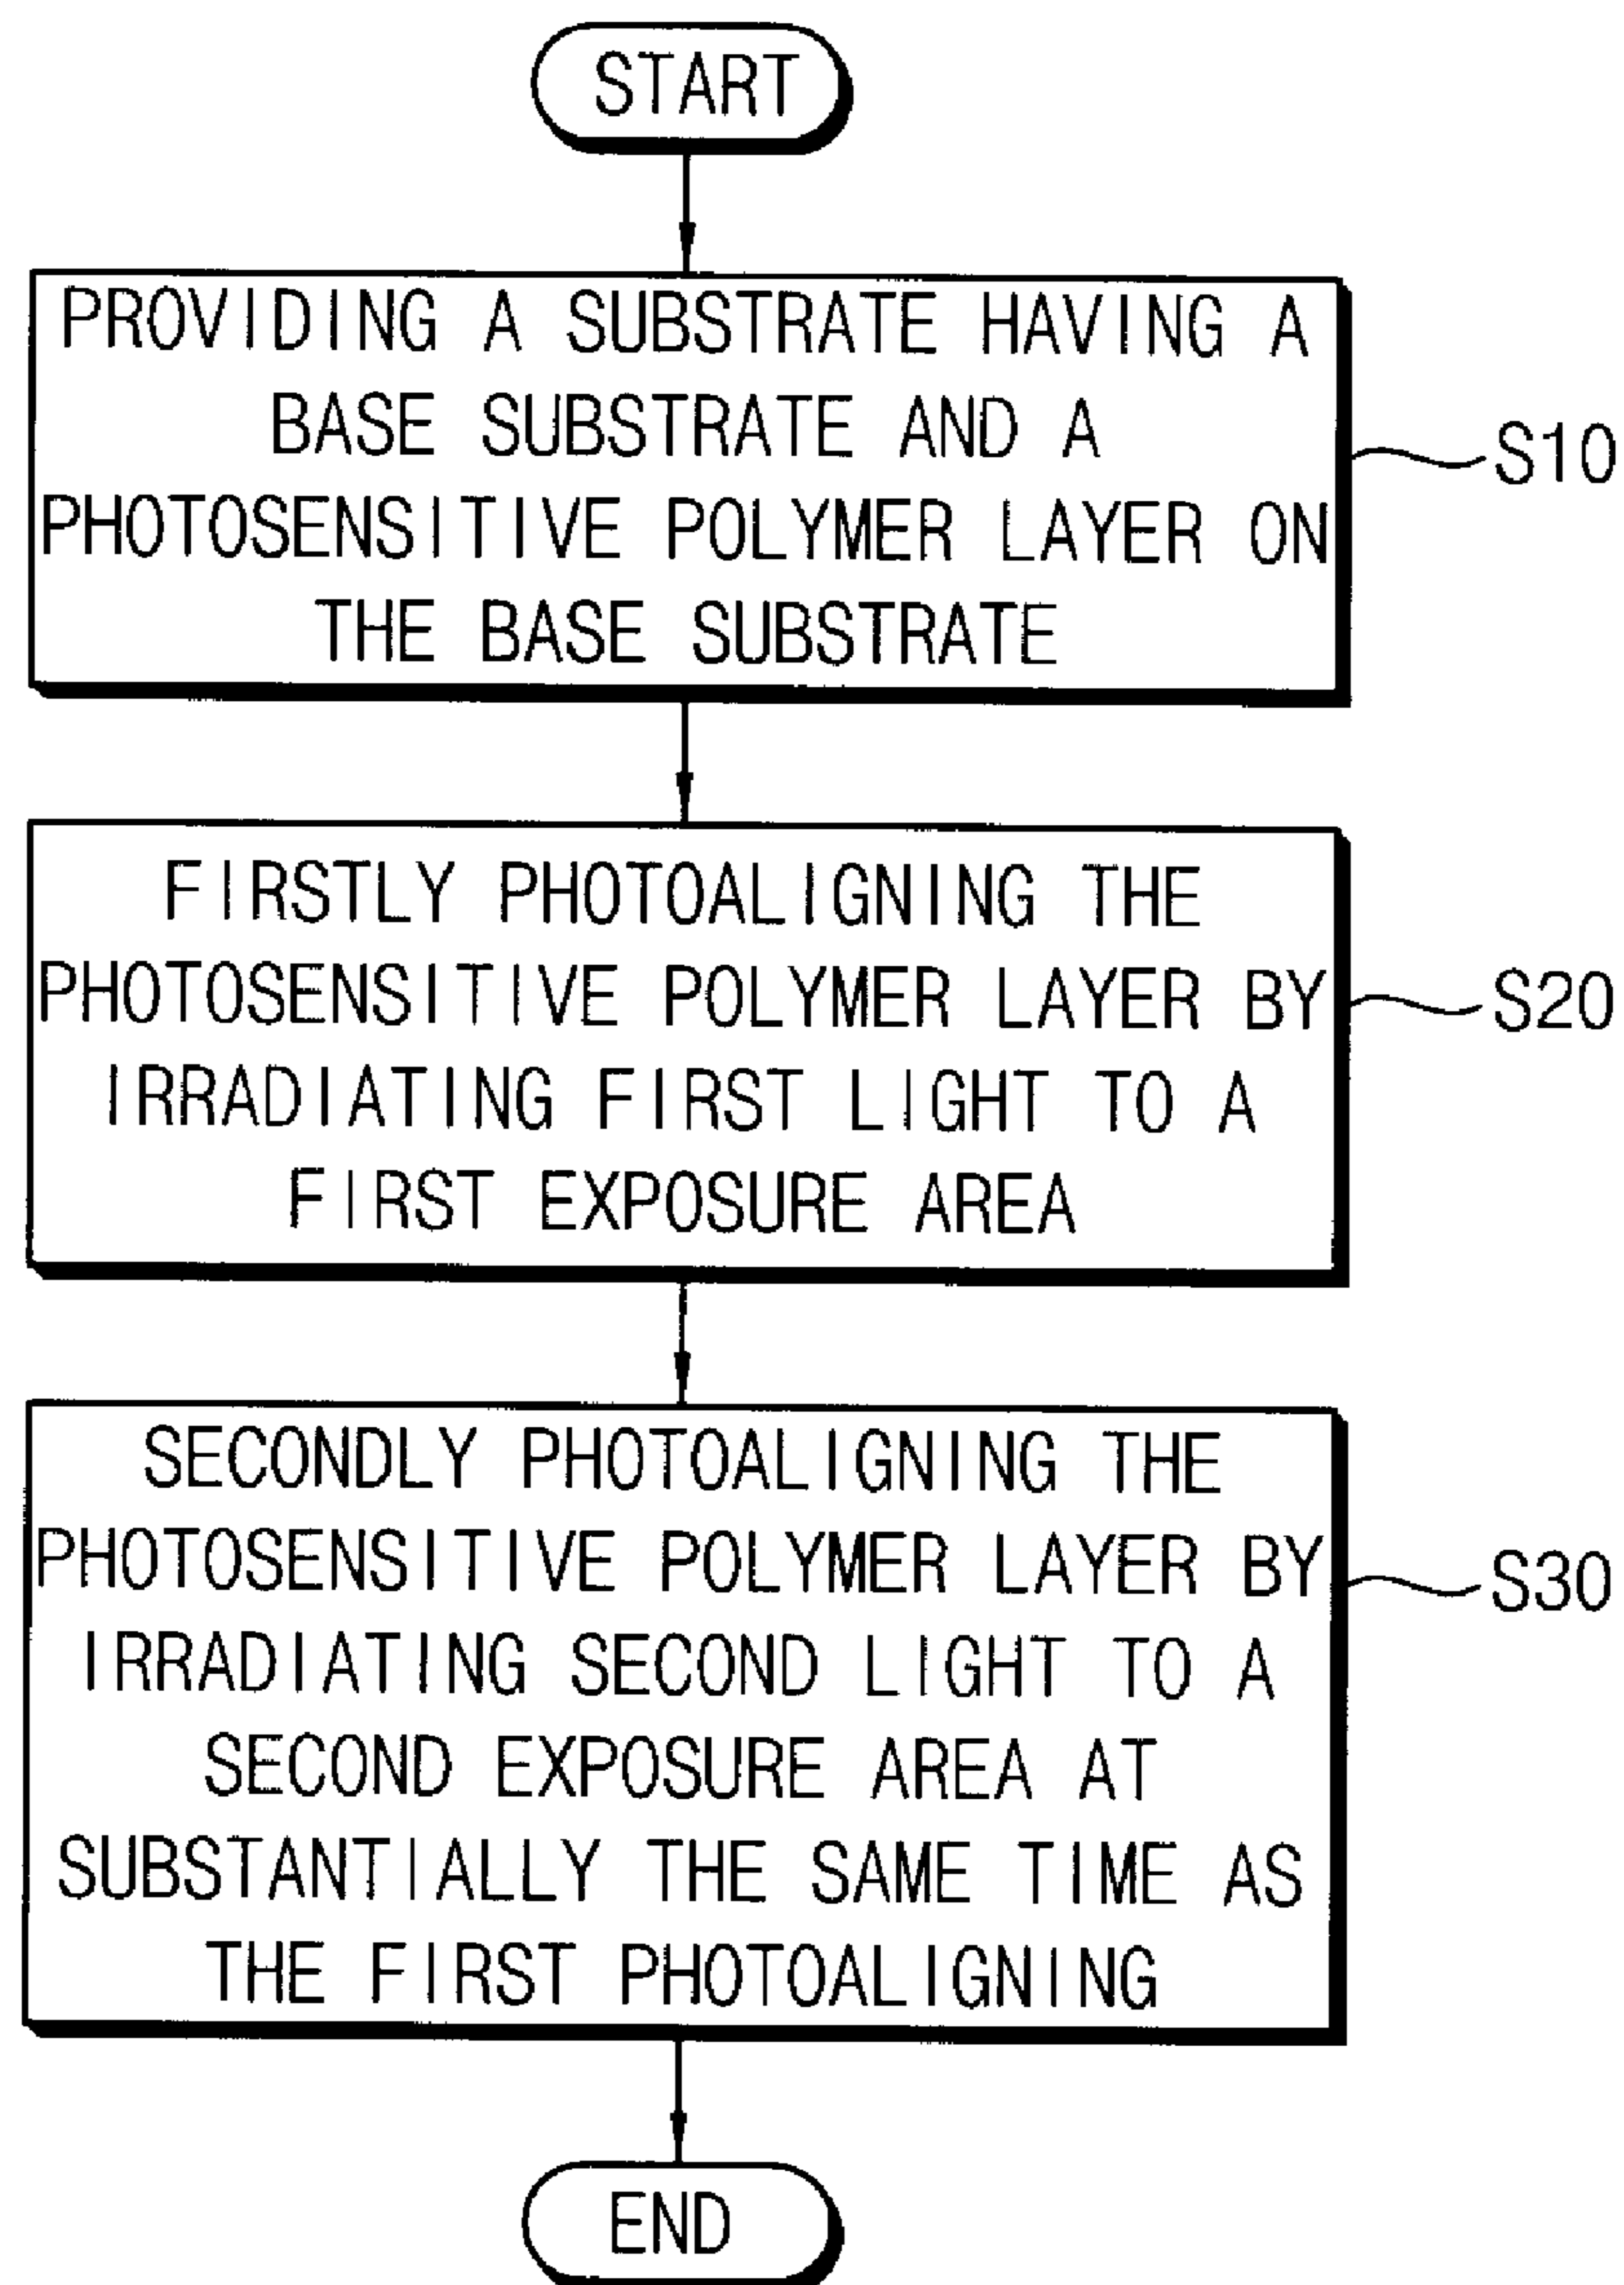 START
PROVIDING A SUBSTRATE HAVING A
BASE SUBSTRATE AND A
PHOTOSENSITIVE POLYMER LAYER ON
THE BASE SUBSTRATE
S10
FIRSTLY PHOTOALIGNING THE
PHOTOSENSITIVE POLYMER LAYER BY
IRRADIATING FIRST LIGHT TO A
FIRST EXPOSURE AREA
S20
SECONDLY PHOTOALIGNING THE
PHOTOSENSITIVE POLYMER LAYER BY
IRRADIATING SECOND LIGHT TO A
SECOND EXPOSURE AREA AT
SUBSTANTIALLY THE SAME TIME AS
THE FIRST PHOTOALIGNING
S30
END